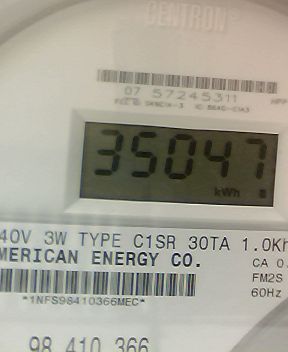 CENTRON
07 57245311
35047
kWh
40V 3W TYPE C1SR 30TA 1.0Kh
MERICAN ENERGY CO.
CA 0.
FM2S
60Hz
*1NFS98410366MEC*
98 410 366